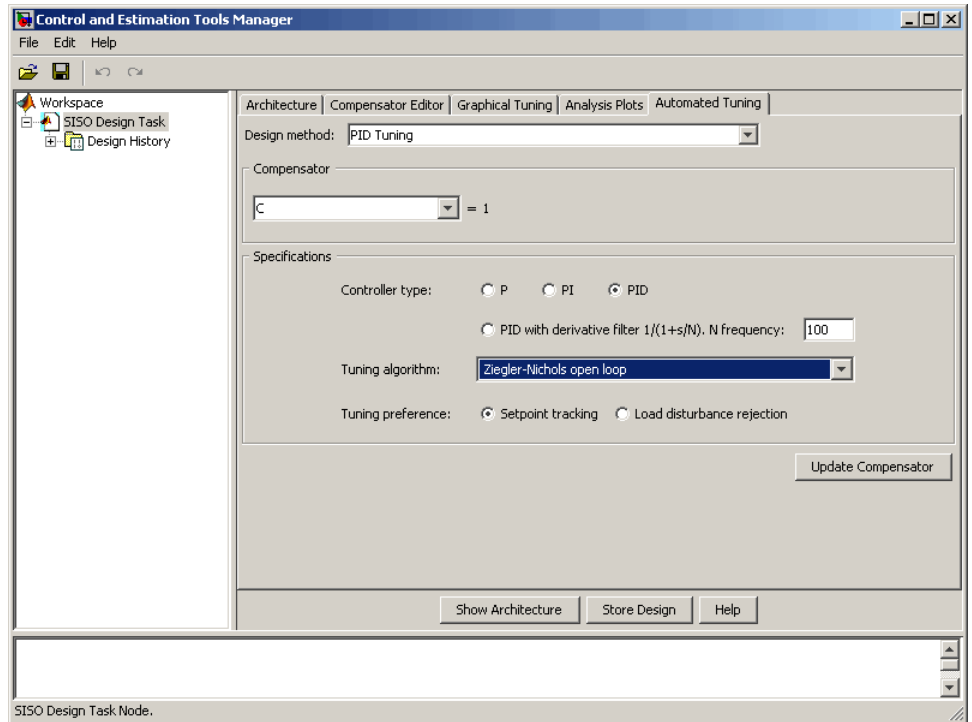 Control and Estimation Tools Manager
File Edit Help
Workspace
SISO Design Task
Design History
Architecture Compensator Editor Graphical Tuning Analysis Plots Automated Tuning
Design method: PID Tuning
Compensator
C = 1
Specifications
Controller type: P PI PID
PID with derivative filter 1/(1+s/N). N frequency: 100
Tuning algorithm: Ziegler-Nichols open loop
Tuning preference: Setpoint tracking Load disturbance rejection
Update Compensator
Show Architecture Store Design Help
SISO Design Task Node.